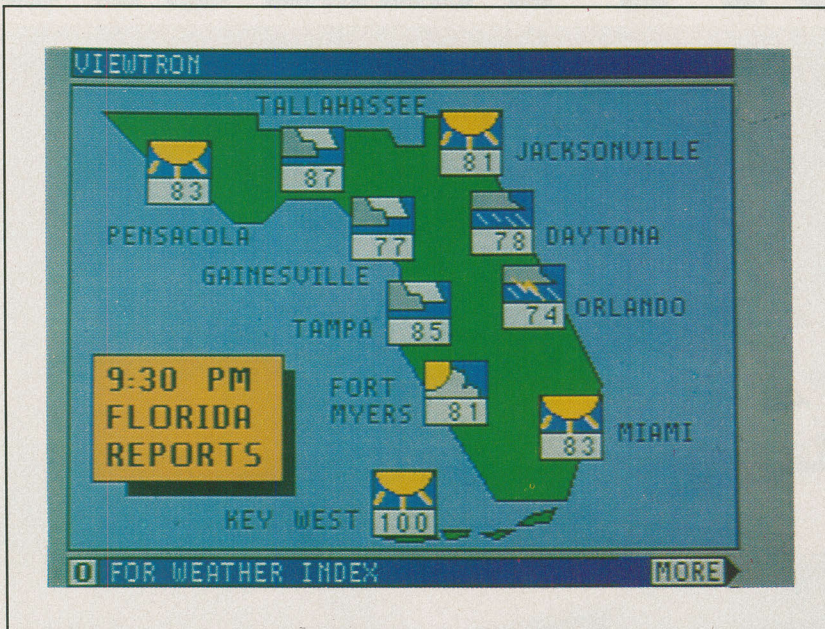 VIEWTRON
TALLAHASSEE
81 JACKSONVILLE
83
87
PENSACOLA
77
78 DAYTONA
GAINESVILLE
74 ORLANDO
TAMPA 85
9:30 PM
FLORIDA
REPORTS
FORT
MYERS 81
83 MIAMI
KEY WEST 100
0 FOR WEATHER INDEX MORE